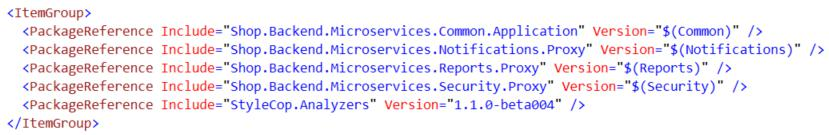 <ItemGroup>
  <PackageReference Include="Shop.Backend.Microservices.Common.Application" Version="$(Common)" />
  <PackageReference Include="Shop.Backend.Microservices.Notifications.Proxy" Version="$(Notifications)" />
  <PackageReference Include="Shop.Backend.Microservices.Reports.Proxy" Version="$(Reports)" />
  <PackageReference Include="Shop.Backend.Microservices.Security.Proxy" Version="$(Security)" />
  <PackageReference Include="StyleCop.Analyzers" Version="1.1.0-beta004" />
</ItemGroup>